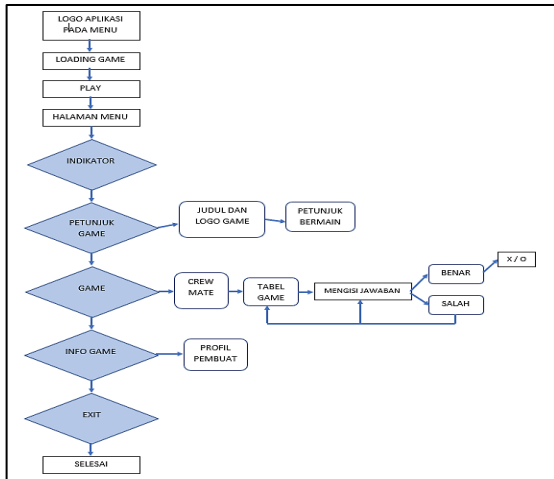 LOGO APLIKASI
PADA MENU
LOADING GAME
PLAY
HALAMAN MENU
INDIKATOR
PETUNJUK
GAME
JUDUL DAN
LOGO GAME
PETUNJUK
BERMAIN
GAME
CREW
MATE
TABEL
GAME
MENGISI JAWABAN
BENAR
X / O
SALAH
INFO GAME
PROFIL
PEMBUAT
EXIT
SELESAI